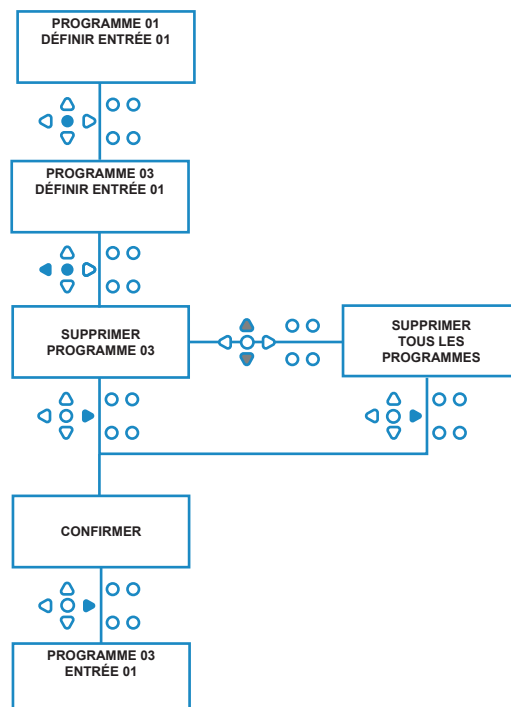 PROGRAMME 01
DÉFINIR ENTRÉE 01
PROGRAMME 03
DÉFINIR ENTRÉE 01
SUPPRIMER
PROGRAMME 03
SUPPRIMER
TOUS LES
PROGRAMMES
CONFIRMER
PROGRAMME 03
ENTRÉE 01